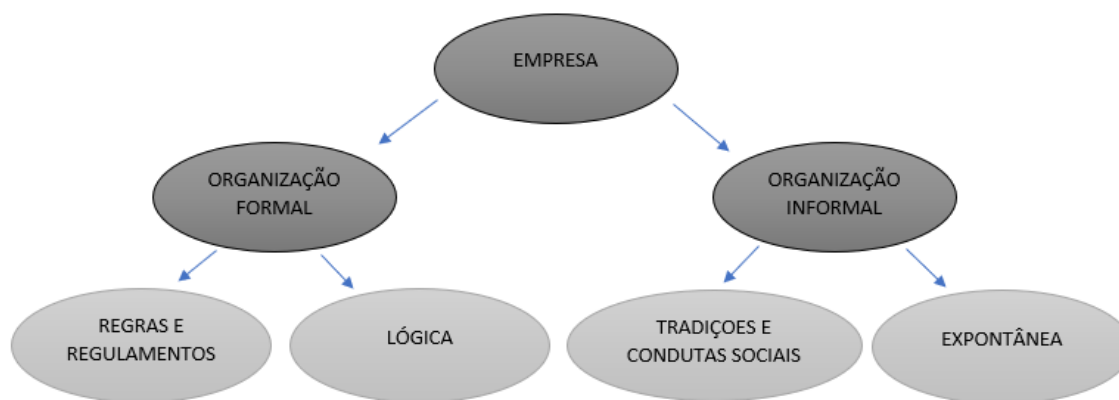 EMPRESA
ORGANIZAÇÃO
FORMAL
ORGANIZAÇÃO
INFORMAL
REGRAS E
REGULAMENTOS
LÓGICA
TRADIÇOES E
CONDUTAS SOCIAIS
EXPONTÂNEA